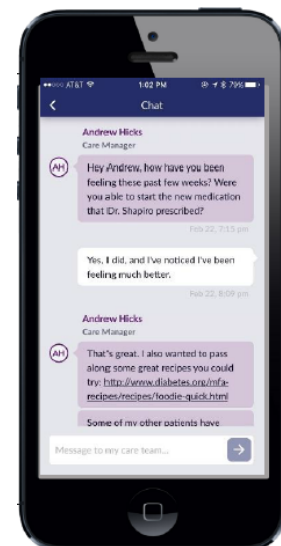 AT&T 1:02 PM 79%
Chat
Andrew Hicks
Care Manager
AH
Hey Andrew, how have you been
feeling these past few weeks? Were
you able to start the new medication
that Dr. Shapiro prescribed?
Feb 22, 7:15 pm
Yes, I did, and I've noticed I've been
feeling much better.
Feb 22, 8:09 pm
Andrew Hicks
Care Manager
AH
That's great. I also wanted to pass
along some great recipes you could
try: http://www.diabetes.org/mfa-
recipes/recipes/foodie-quick.html
Some of my other patients have
Message to my care team...